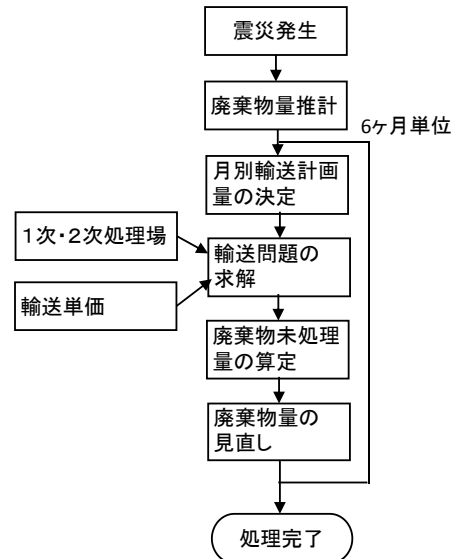 震災発生
廃棄物量推計
6ヶ月単位
月別輸送計画
量の決定
1次・2次処理場
輸送問題の
求解
輸送単価
廃棄物未処理
量の算定
廃棄物量の
見直し
処理完了